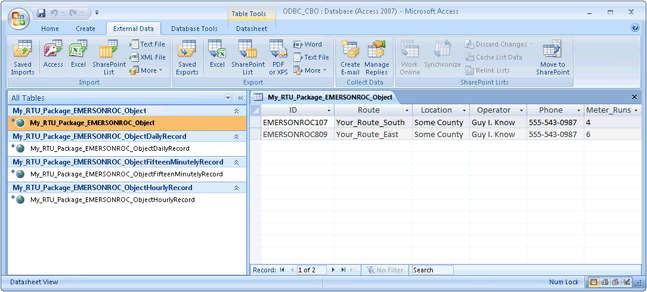 Table Tools
ODBC_CBO : Database (Access 2007) - Microsoft Access
Home
Create
External Data
Database Tools
Datasheet
Saved Imports
Access
Excel
SharePoint List
Text File
XML File
More
Import
Saved Exports
Excel
SharePoint List
PDF or XPS
Word
Text File
More
Export
Create E-mail
Manage Replies
Collect Data
Work Online
Synchronize
Discard Changes
Cache List Data
Relink Lists
Move to SharePoint
SharePoint Lists
All Tables
My_RTU_Package_EMERSONROC_Object
My_RTU_Package_EMERSONROC_Object
My_RTU_Package_EMERSONROC_ObjectDailyRecord
My_RTU_Package_EMERSONROC_ObjectDailyRecord
My_RTU_Package_EMERSONROC_ObjectFifteenMinutelyRecord
My_RTU_Package_EMERSONROC_ObjectFifteenMinutelyRecord
My_RTU_Package_EMERSONROC_ObjectHourlyRecord
My_RTU_Package_EMERSONROC_ObjectHourlyRecord
My_RTU_Package_EMERSONROC_Object
ID Route Location Operator Phone Meter_Runs
EMERSONROC107 Your_Route_South Some County Guy I. Know 555-543-0987 4
EMERSONROC809 Your_Route_East Some County Guy I. Know 555-543-0987 6
Record: 1 of 2 No Filter Search
Datasheet View
Num Lock